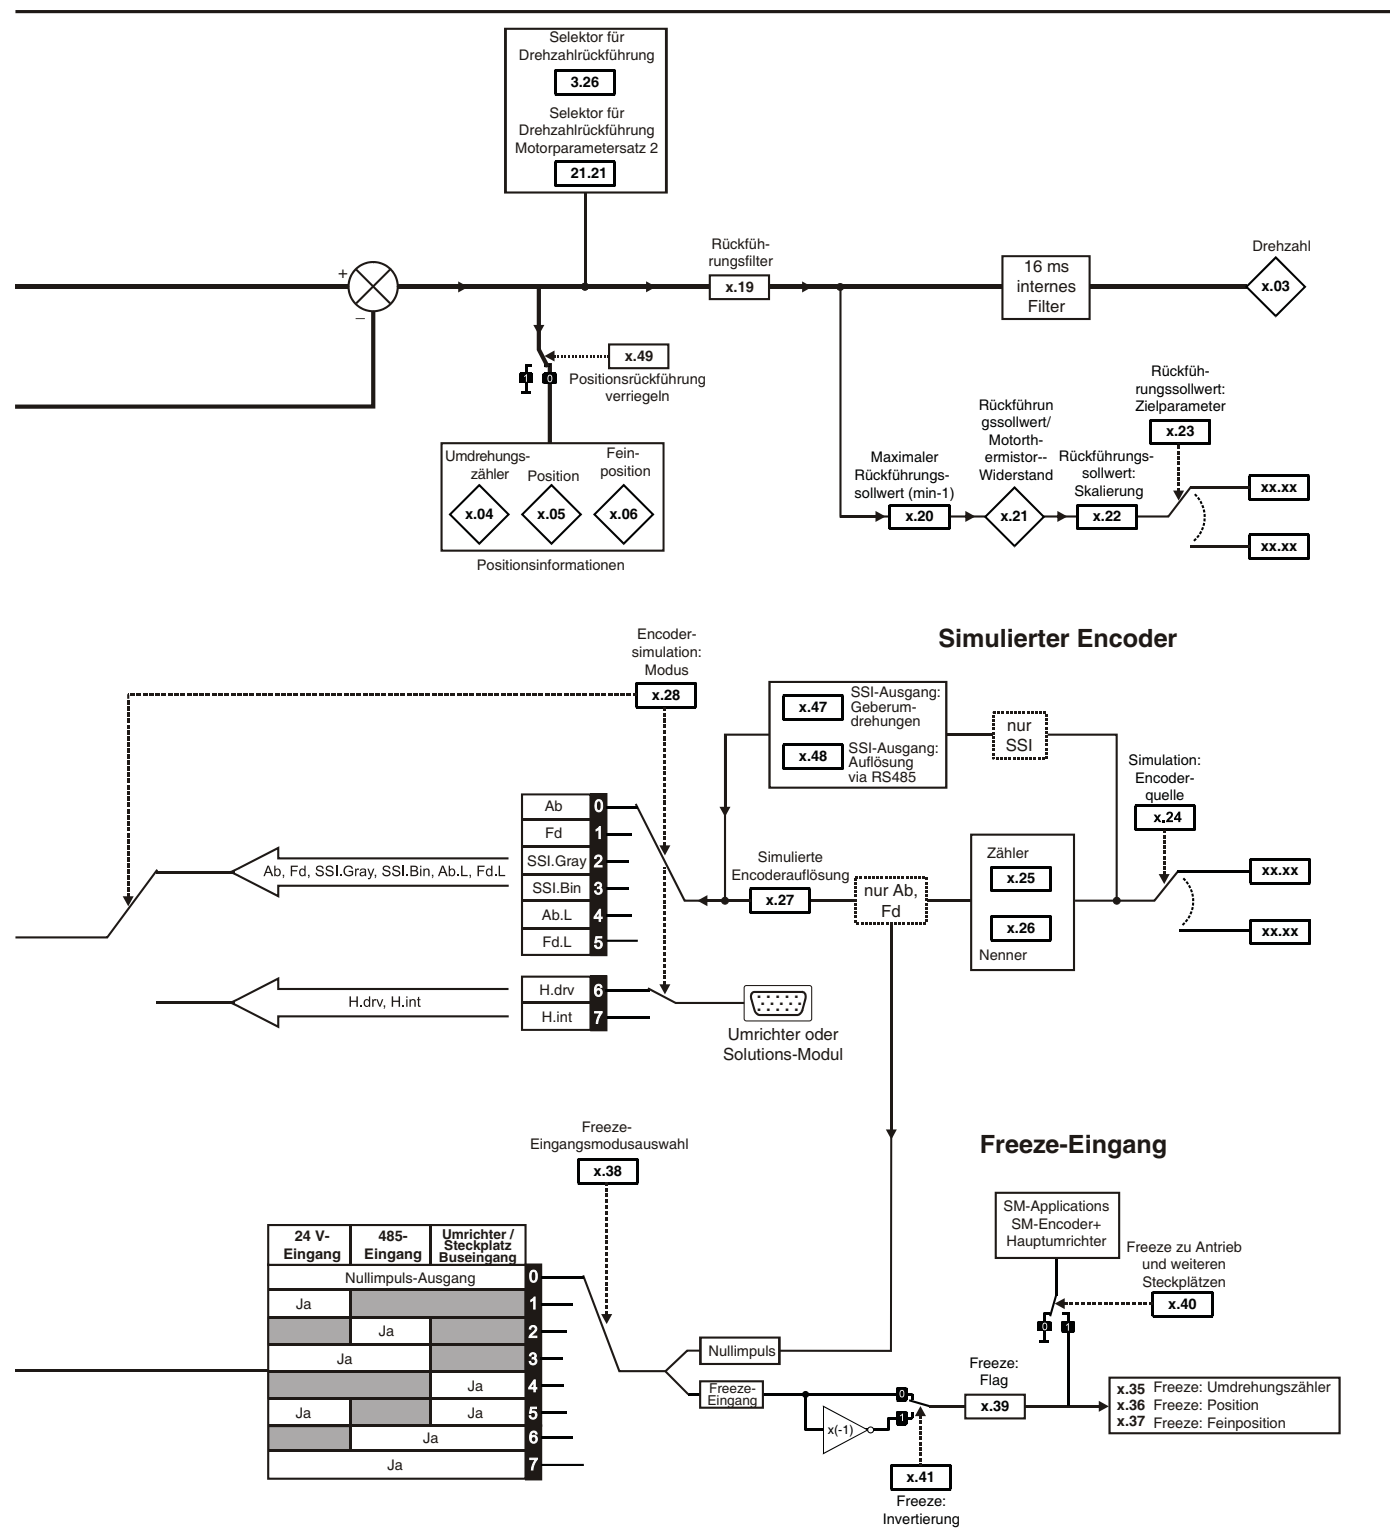 Selektor für
Drehzahlrückführung
3.26
Selektor für
Drehzahlrückführung
Motorparametersatz 2
21.21
+
–
Rückfüh-
rungsfilter
x.19
16 ms
internes
Filter
Drehzahl
x.03
x.49
1
0
Positionsrückführung
verriegeln
Umdrehungs-
zähler
Position
Fein-
position
x.04
x.05
x.06
Positionsinformationen
Maximaler
Rückführungs-
sollwert (min-1)
x.20
Rückführun
gssollwert/
Motorth-
ermistor--
Widerstand
x.21
Rückführungs-
sollwert:
Skalierung
x.22
Rückfüh-
rungssollwert:
Zielparameter
x.23
xx.xx
xx.xx
Simulierter Encoder
Encoder-
simulation:
Modus
x.28
x.47
SSI-Ausgang:
Geberum-
drehungen
x.48
SSI-Ausgang:
Auflösung
via RS485
nur
SSI
Simulation:
Encoder-
quelle
x.24
Ab 0
Fd 1
SSI.Gray 2
SSI.Bin 3
Ab.L 4
Fd.L 5
Ab, Fd, SSI.Gray, SSI.Bin, Ab.L, Fd.L
Simulierte
Encoderauflösung
x.27
nur Ab,
Fd
Zähler
x.25
x.26
Nenner
xx.xx
xx.xx
H.drv, H.int
H.drv 6
H.int 7
Umrichter oder
Solutions-Modul
Freeze-Eingang
Freeze-
Eingangsmodusauswahl
x.38
SM-Applications
SM-Encoder+
Hauptumrichter
Freeze zu Antrieb
und weiteren
Steckplätzen
x.40
0
1
24 V-
Eingang
485-
Eingang
Umrichter /
Steckplatz
Buseingang
Nullimpuls-Ausgang 0
Ja 1
Ja 2
Ja 3
Ja 4
Ja Ja 5
Ja 6
Ja 7
Nullimpuls
Freeze-
Eingang
x(-1)
0
1
x.41
Freeze:
Invertierung
Freeze:
Flag
x.39
x.35 Freeze: Umdrehungszähler
x.36 Freeze: Position
x.37 Freeze: Feinposition